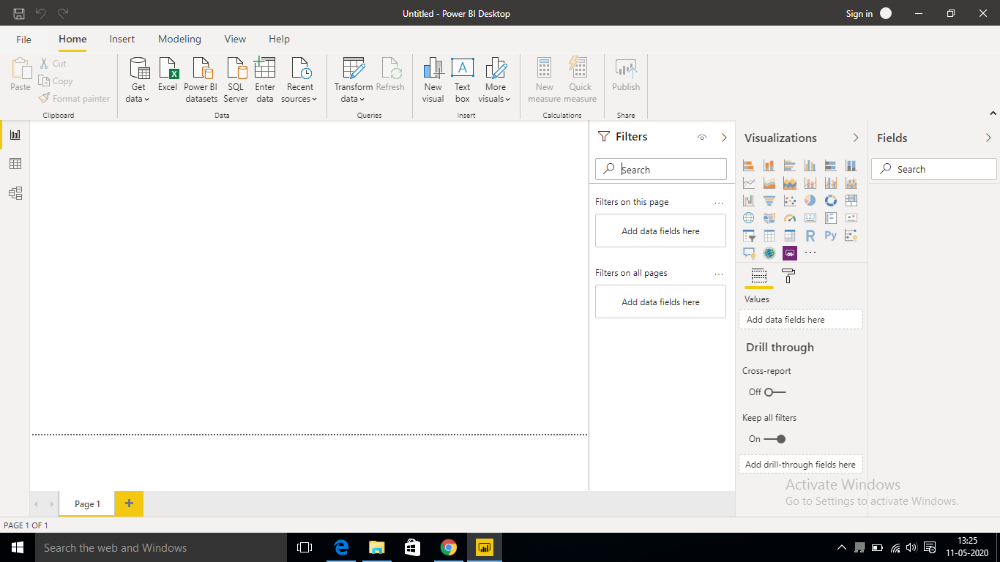 Untitled - Power BI Desktop
Sign in
File Home Insert Modeling View Help
Paste
Cut
Copy
Format painter
Clipboard
Get data
Excel
Power BI datasets
SQL Server
Enter data
Recent sources
Data
Transform data
Refresh
Queries
New visual
A
Text box
More visuals
Insert
New measure
Quick measure
Calculations
Publish
Share
Filters
Search
Filters on this page
...
Add data fields here
Filters on all pages
...
Add data fields here
Visualizations
123
R
Py
...
Values
Add data fields here
Drill through
Cross-report
Off
Keep all filters
On
Add drill-through fields here
Fields
Search
Activate Windows
Go to Settings to activate Windows.
Page 1
+
PAGE 1 OF 1
Search the web and Windows
13:25
11-05-2020